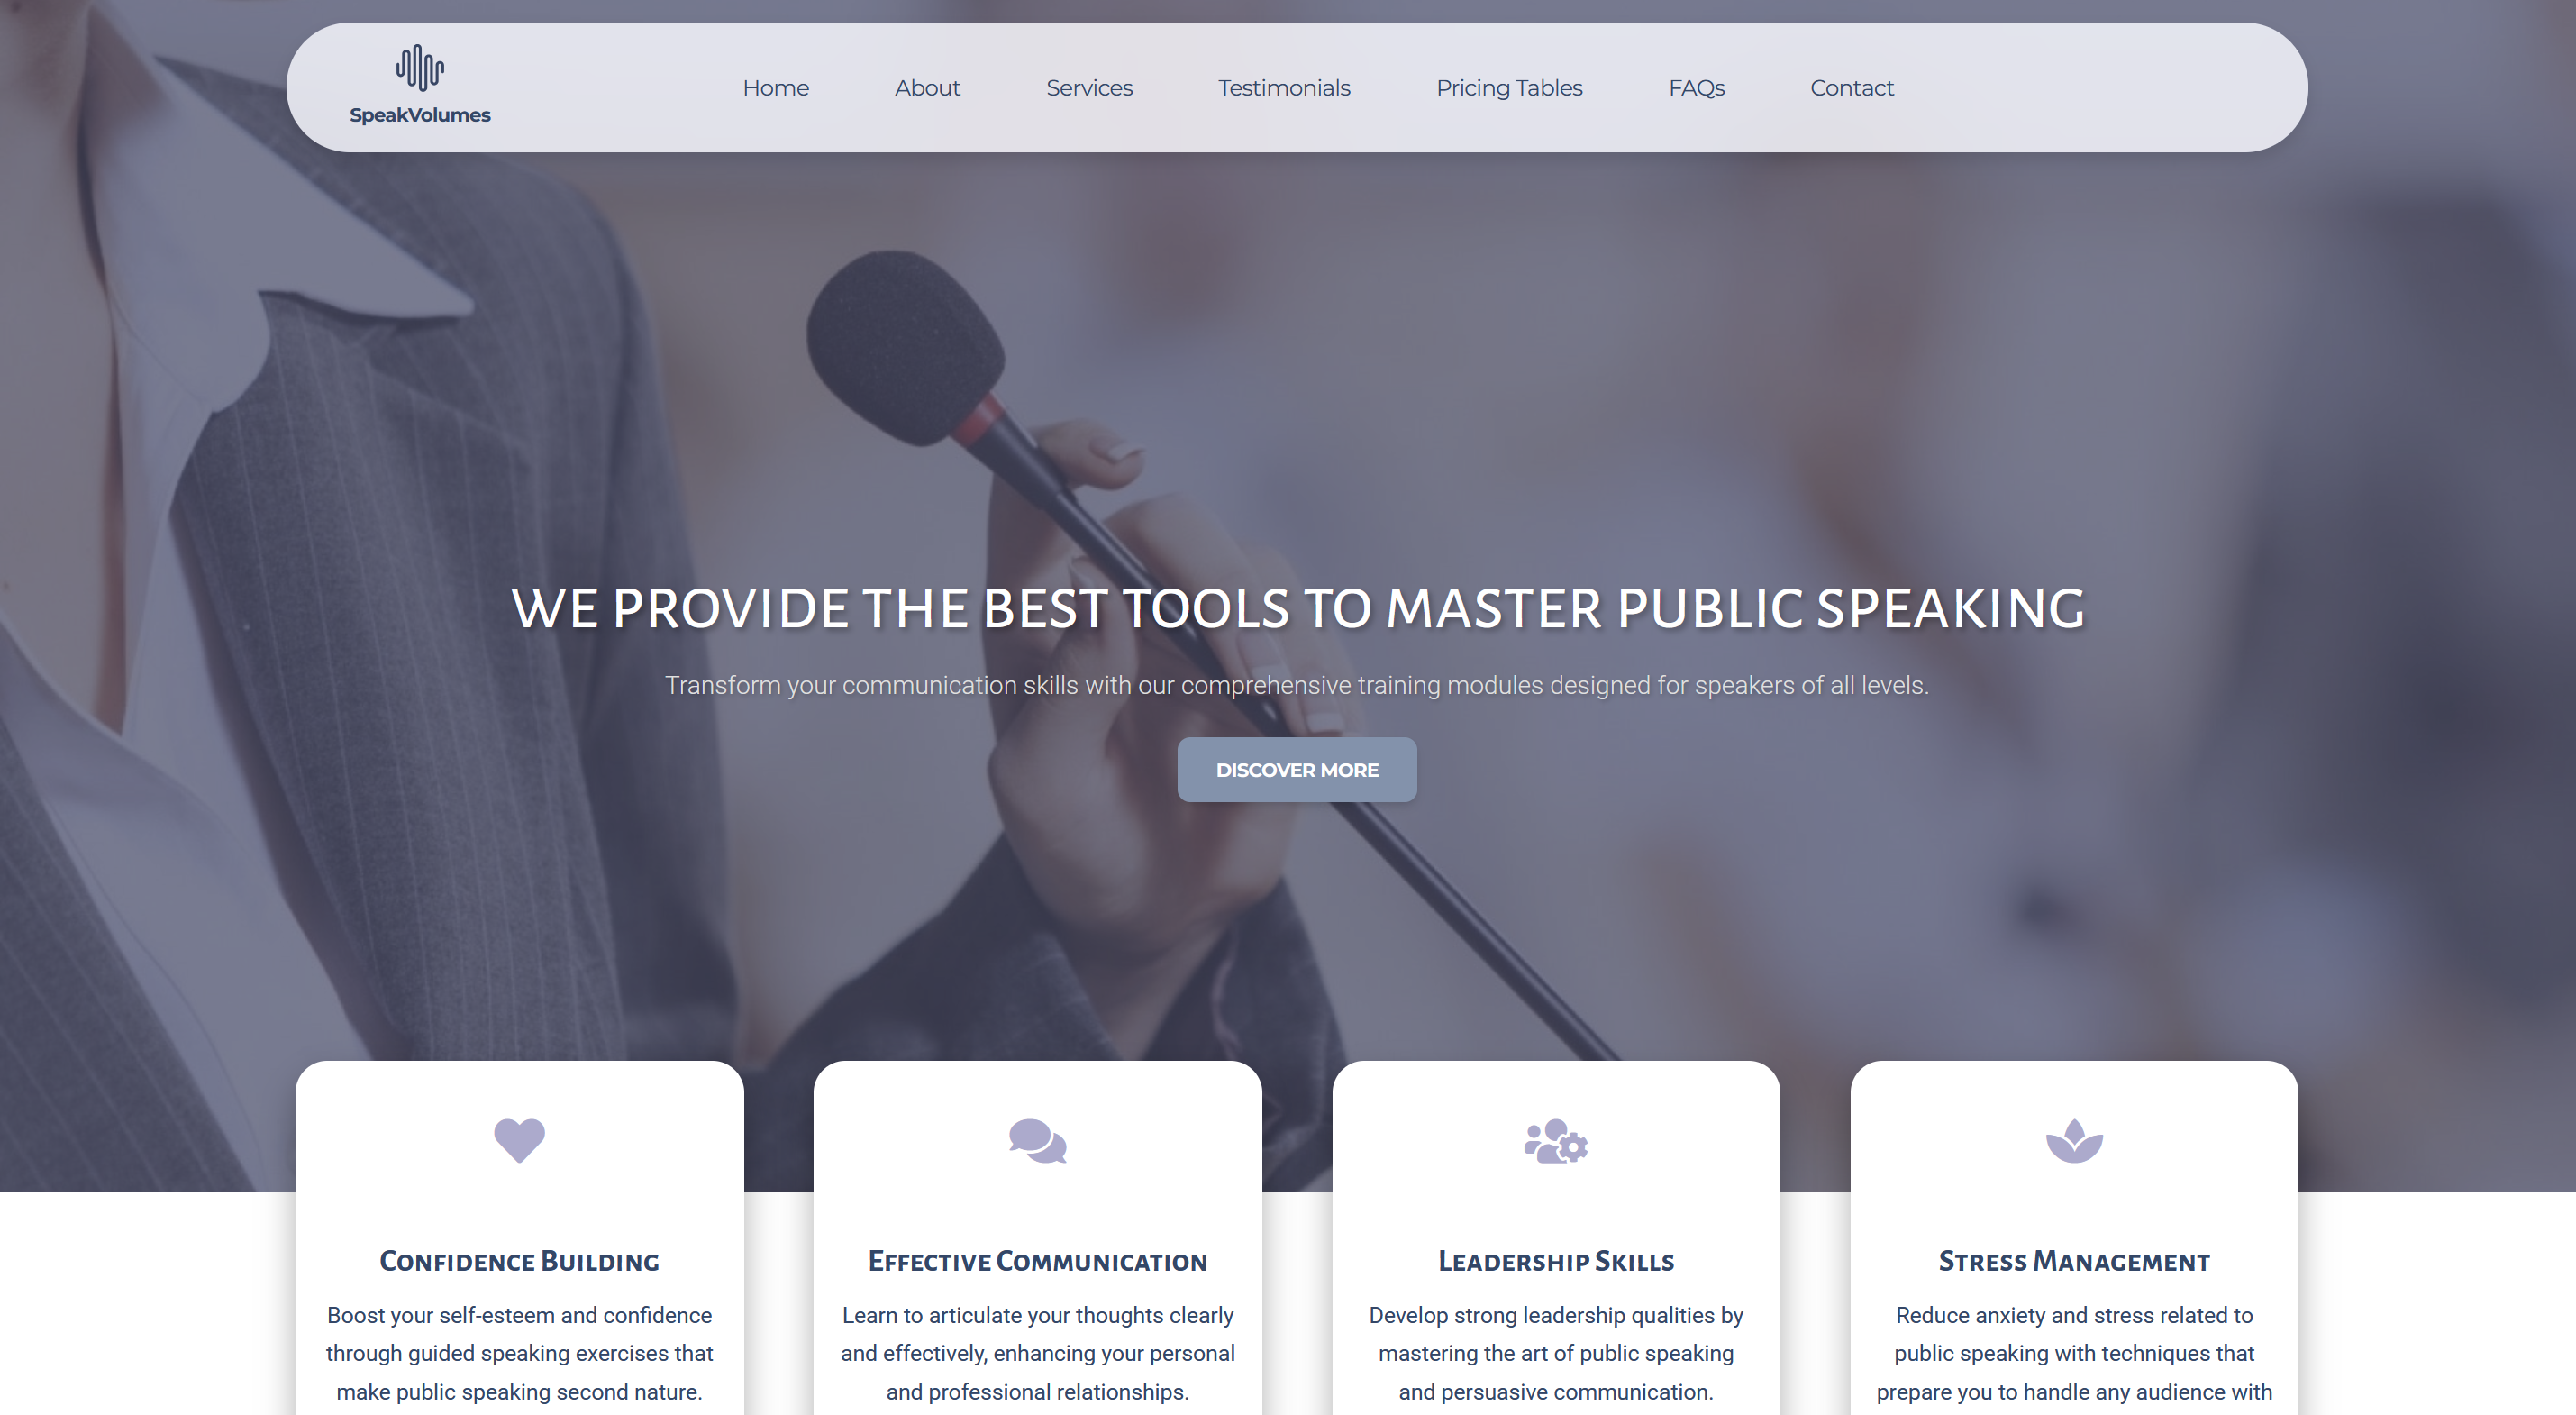 SpeakVolumes
Home About Services Testimonials Pricing Tables FAQs Contact
WE PROVIDE THE BEST TOOLS TO MASTER PUBLIC SPEAKING
Transform your communication skills with our comprehensive training modules designed for speakers of all levels.
DISCOVER MORE
Confidence Building
Boost your self-esteem and confidence
through guided speaking exercises that
make public speaking second nature.
Effective Communication
Learn to articulate your thoughts clearly
and effectively, enhancing your personal
and professional relationships.
Leadership Skills
Develop strong leadership qualities by
mastering the art of public speaking
and persuasive communication.
Stress Management
Reduce anxiety and stress related to
public speaking with techniques that
prepare you to handle any audience with